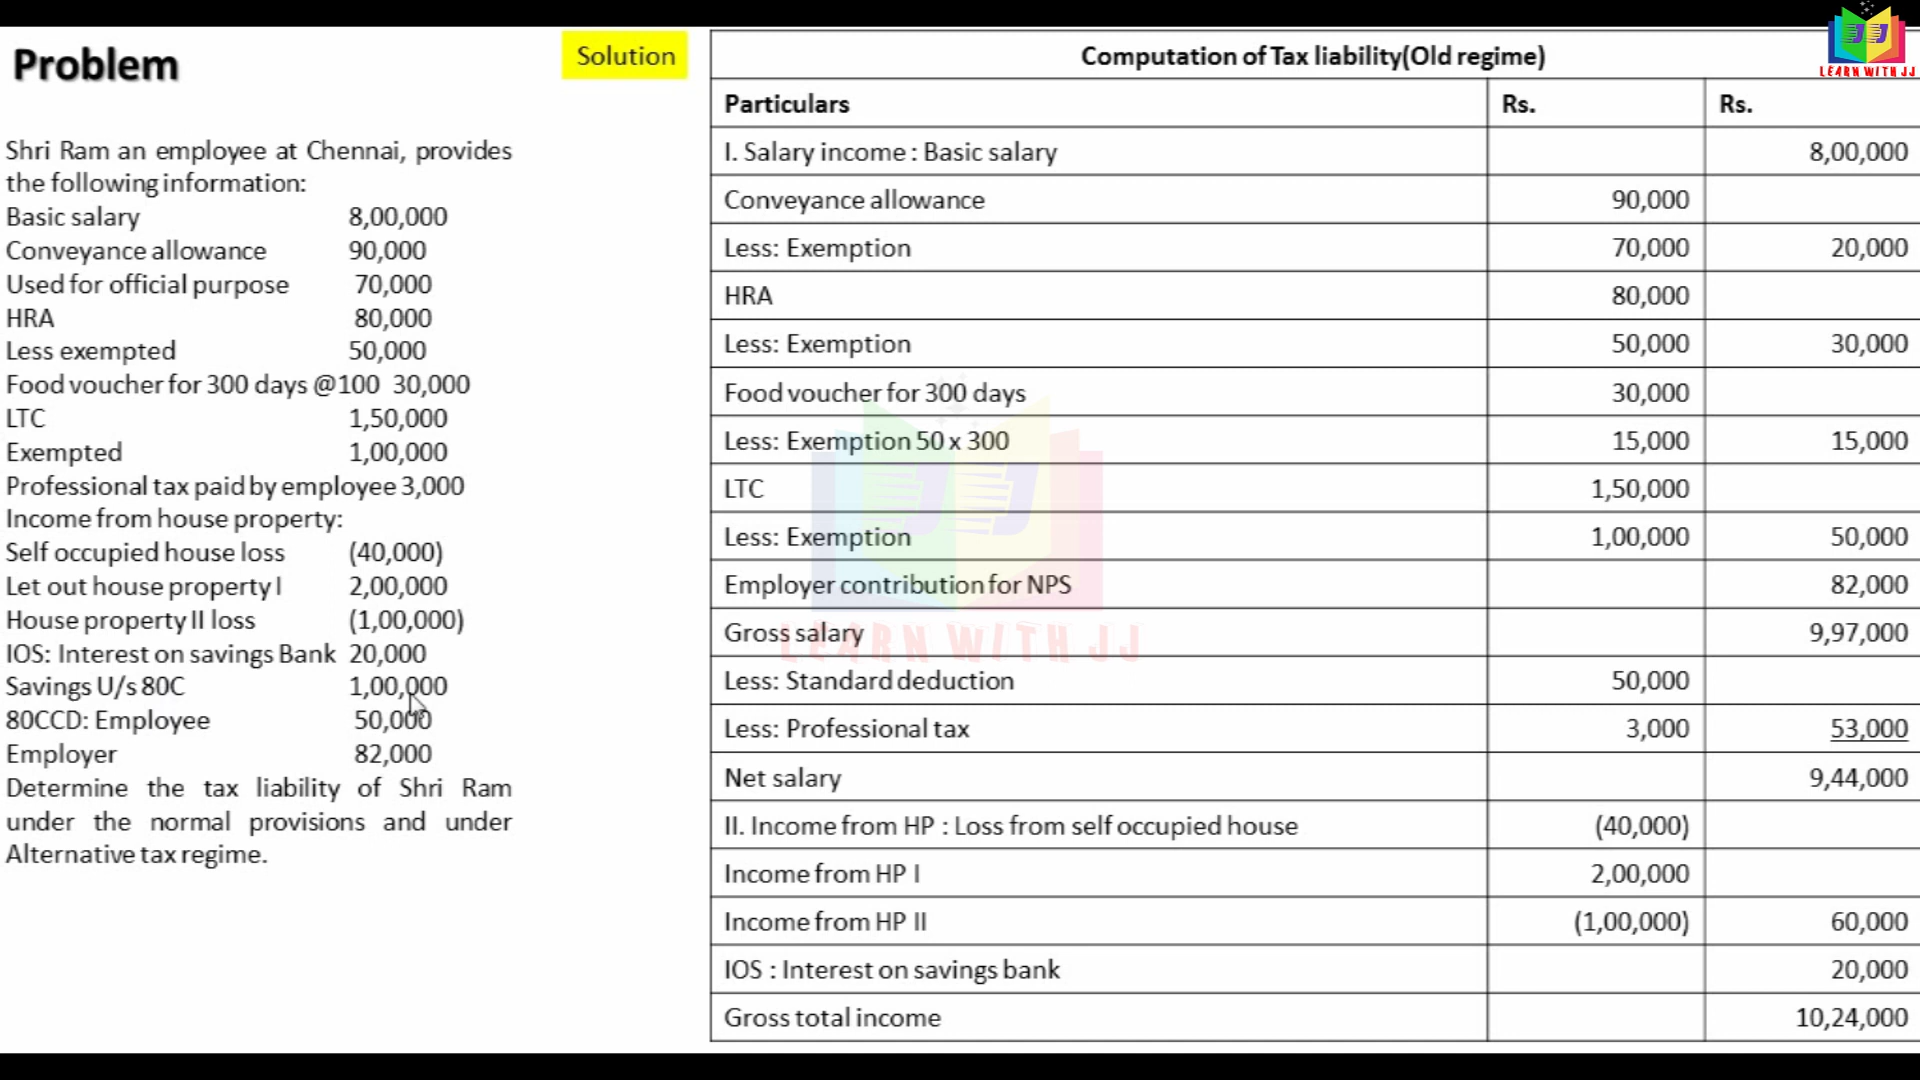 LEARN WITH JJ
Problem
Shri Ram an employee at Chennai, provides
the following information:
Basic salary 8,00,000
Conveyance allowance 90,000
Used for official purpose 70,000
HRA 80,000
Less exempted 50,000
Food voucher for 300 days @100 30,000
LTC 1,50,000
Exempted 1,00,000
Professional tax paid by employee 3,000
Income from house property:
Self occupied house loss (40,000)
Let out house property I 2,00,000
House property II loss (1,00,000)
IOS: Interest on savings Bank 20,000
Savings U/s 80C 1,00,000
80CCD: Employee 50,000
Employer 82,000
Determine the tax liability of Shri Ram
under the normal provisions and under
Alternative tax regime.
Solution
Computation of Tax liability(Old regime)
Particulars Rs. Rs.
I. Salary income : Basic salary 8,00,000
Conveyance allowance 90,000
Less: Exemption 70,000 20,000
HRA 80,000
Less: Exemption 50,000 30,000
Food voucher for 300 days 30,000
Less: Exemption 50 x 300 15,000 15,000
LTC 1,50,000
Less: Exemption 1,00,000 50,000
Employer contribution for NPS 82,000
Gross salary 9,97,000
Less: Standard deduction 50,000
Less: Professional tax 3,000 53,000
Net salary 9,44,000
II. Income from HP : Loss from self occupied house (40,000)
Income from HP I 2,00,000
Income from HP II (1,00,000) 60,000
IOS : Interest on savings bank 20,000
Gross total income 10,24,000
LEARN WITH JJ